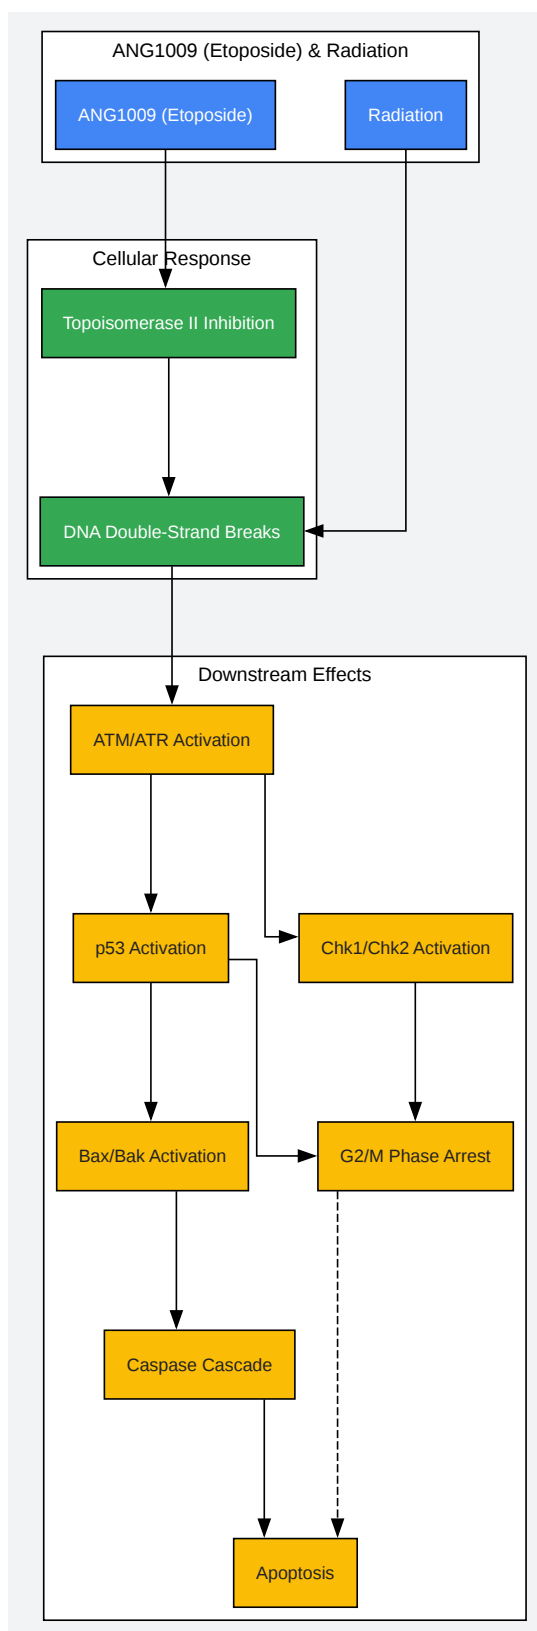 ANG1009 (Etoposide) & Radiation
ANG1009 (Etoposide)
Radiation
Cellular Response
Topoisomerase II Inhibition
DNA Double-Strand Breaks
Downstream Effects
ATM/ATR Activation
p53 Activation
Chk1/Chk2 Activation
Bax/Bak Activation
G2/M Phase Arrest
Caspase Cascade
Apoptosis